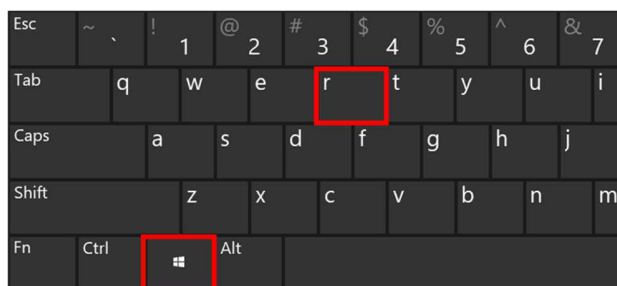 Esc ~ ` ! 1 @ 2 # 3 $ 4 % 5 ^ 6 & 7
Tab q w e r t y u i
Caps a s d f g h j
Shift z x c v b n m
Fn Ctrl Alt